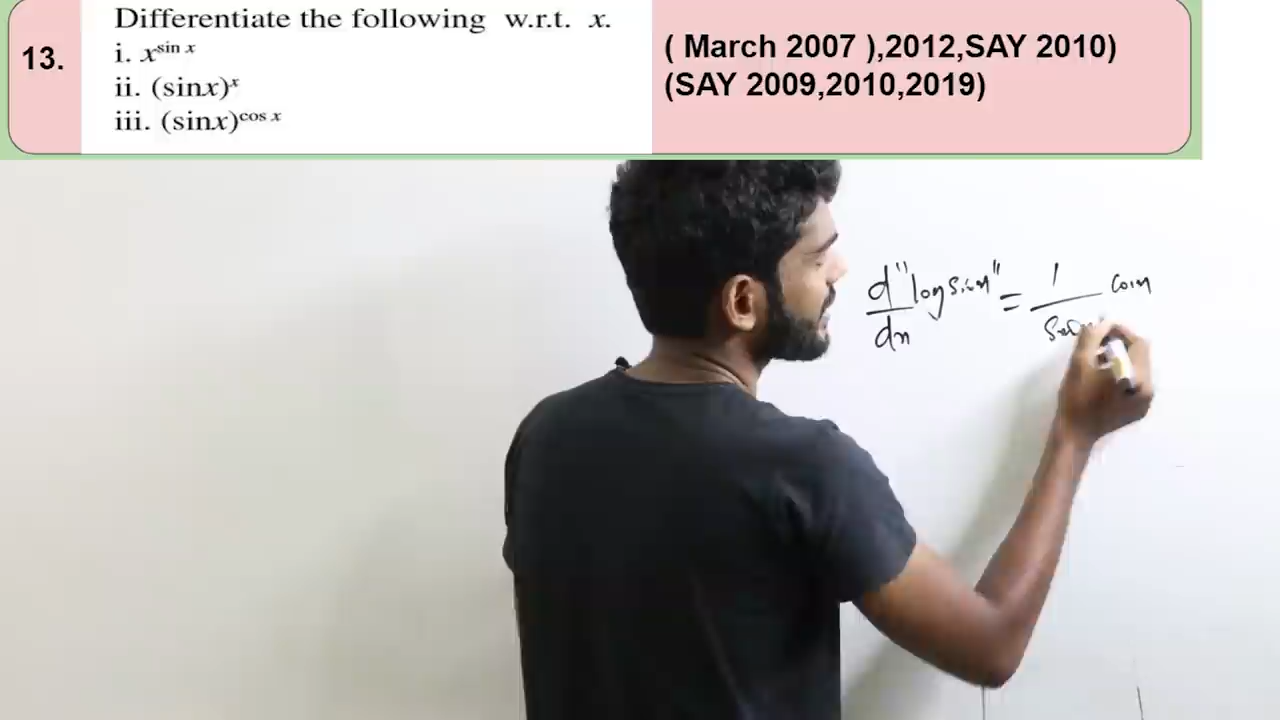 Differentiate the following w.r.t. x.
13.
i. x^sin x
ii. (sinx)^x
iii. (sinx)^cos x
( March 2007 ),2012,SAY 2010)
(SAY 2009,2010,2019)
d/dx "log sinx" = 1/sinx cosx